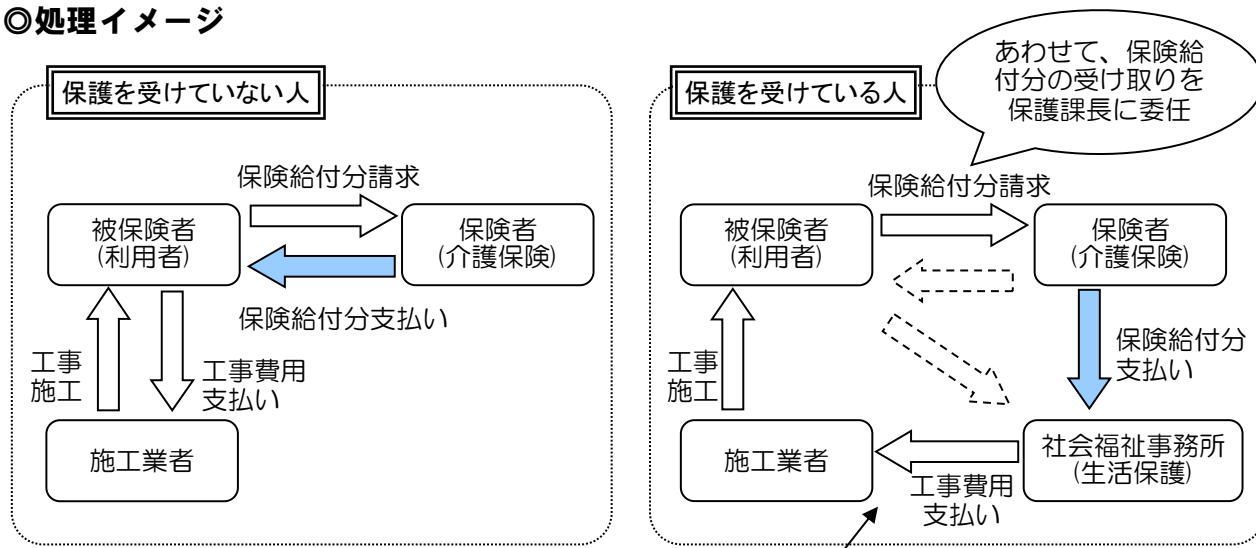 ◎処理イメージ
保護を受けていない人
保険給付分請求
被保険者
(利用者)
保険者
(介護保険)
保険給付分支払い
工事
施工
工事費用
支払い
施工業者
保護を受けている人
あわせて、保険給
付分の受け取りを
保護課長に委任
保険給付分請求
被保険者
(利用者)
保険者
(介護保険)
保険給付分
支払い
工事
施工
施工業者
社会福祉事務所
(生活保護)
工事費用
支払い